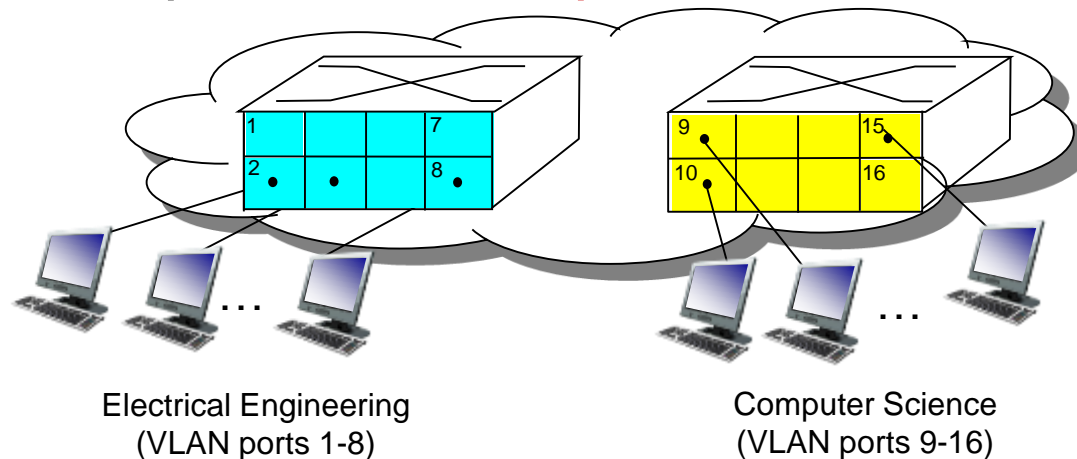 1 7
2 8
9 15
10 16
... ...
Electrical Engineering
(VLAN ports 1-8)
Computer Science
(VLAN ports 9-16)